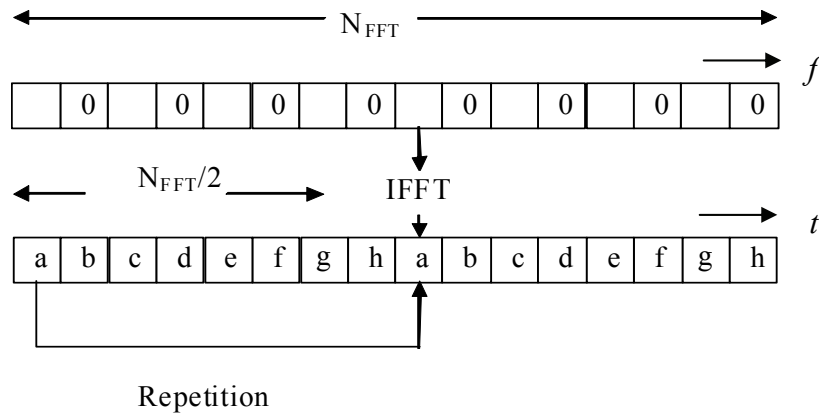 N_FFT
f
0 0 0 0 0 0 0 0
N_FFT/2
IFFT
t
a b c d e f g h a b c d e f g h
Repetition